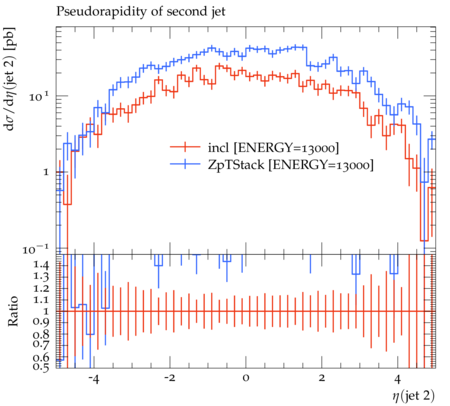 Pseudorapidity of second jet
dσ/dη(jet 2) [pb]
10¹
1
10⁻¹
incl [ENERGY=13000]
ZpTStack [ENERGY=13000]
Ratio
1.4
1.3
1.2
1.1
1
0.9
0.8
0.7
0.6
0.5
-4 -2 0 2 4
η(jet 2)